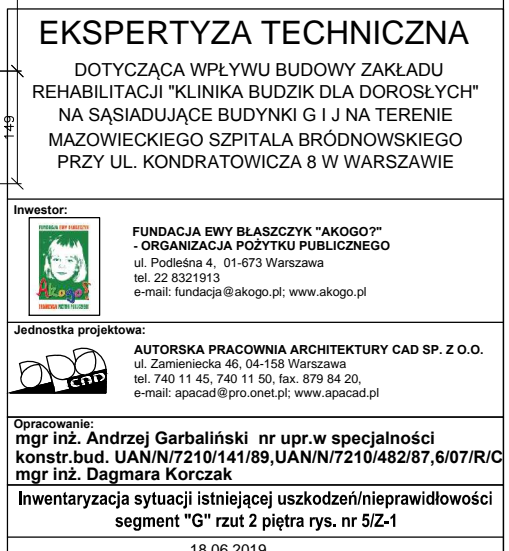 EKSPERTYZA TECHNICZNA
DOTYCZĄCA WPŁYWU BUDOWY ZAKŁADU
REHABILITACJI "KLINIKA BUDZIK DLA DOROSŁYCH"
NA SĄSIADUJĄCE BUDYNKI G I J NA TERENIE
MAZOWIECKIEGO SZPITALA BRÓDNOWSKIEGO
PRZY UL. KONDRATOWICZA 8 W WARSZAWIE
149
Inwestor:
Akogo?
FUNDACJA EWY BŁASZCZYK "AKOGO?"
- ORGANIZACJA POŻYTKU PUBLICZNEGO
ul. Podleśna 4, 01-673 Warszawa
tel. 22 8321913
e-mail: fundacja@akogo.pl; www.akogo.pl
Jednostka projektowa:
apa
CAD
AUTORSKA PRACOWNIA ARCHITEKTURY CAD SP. Z O.O.
ul. Zamieniecka 46, 04-158 Warszawa
tel. 740 11 45, 740 11 50, fax. 879 84 20,
e-mail: apacad@pro.onet.pl; www.apacad.pl
Opracowanie:
mgr inż. Andrzej Garbaliński nr upr.w specjalności
konstr.bud. UAN/N/7210/141/89,UAN/N/7210/482/87,6/07/R/C
mgr inż. Dagmara Korczak
Inwentaryzacja sytuacji istniejącej uszkodzeń/nieprawidłowości
segment "G" rzut 2 piętra rys. nr 5/Z-1
18.06.2019